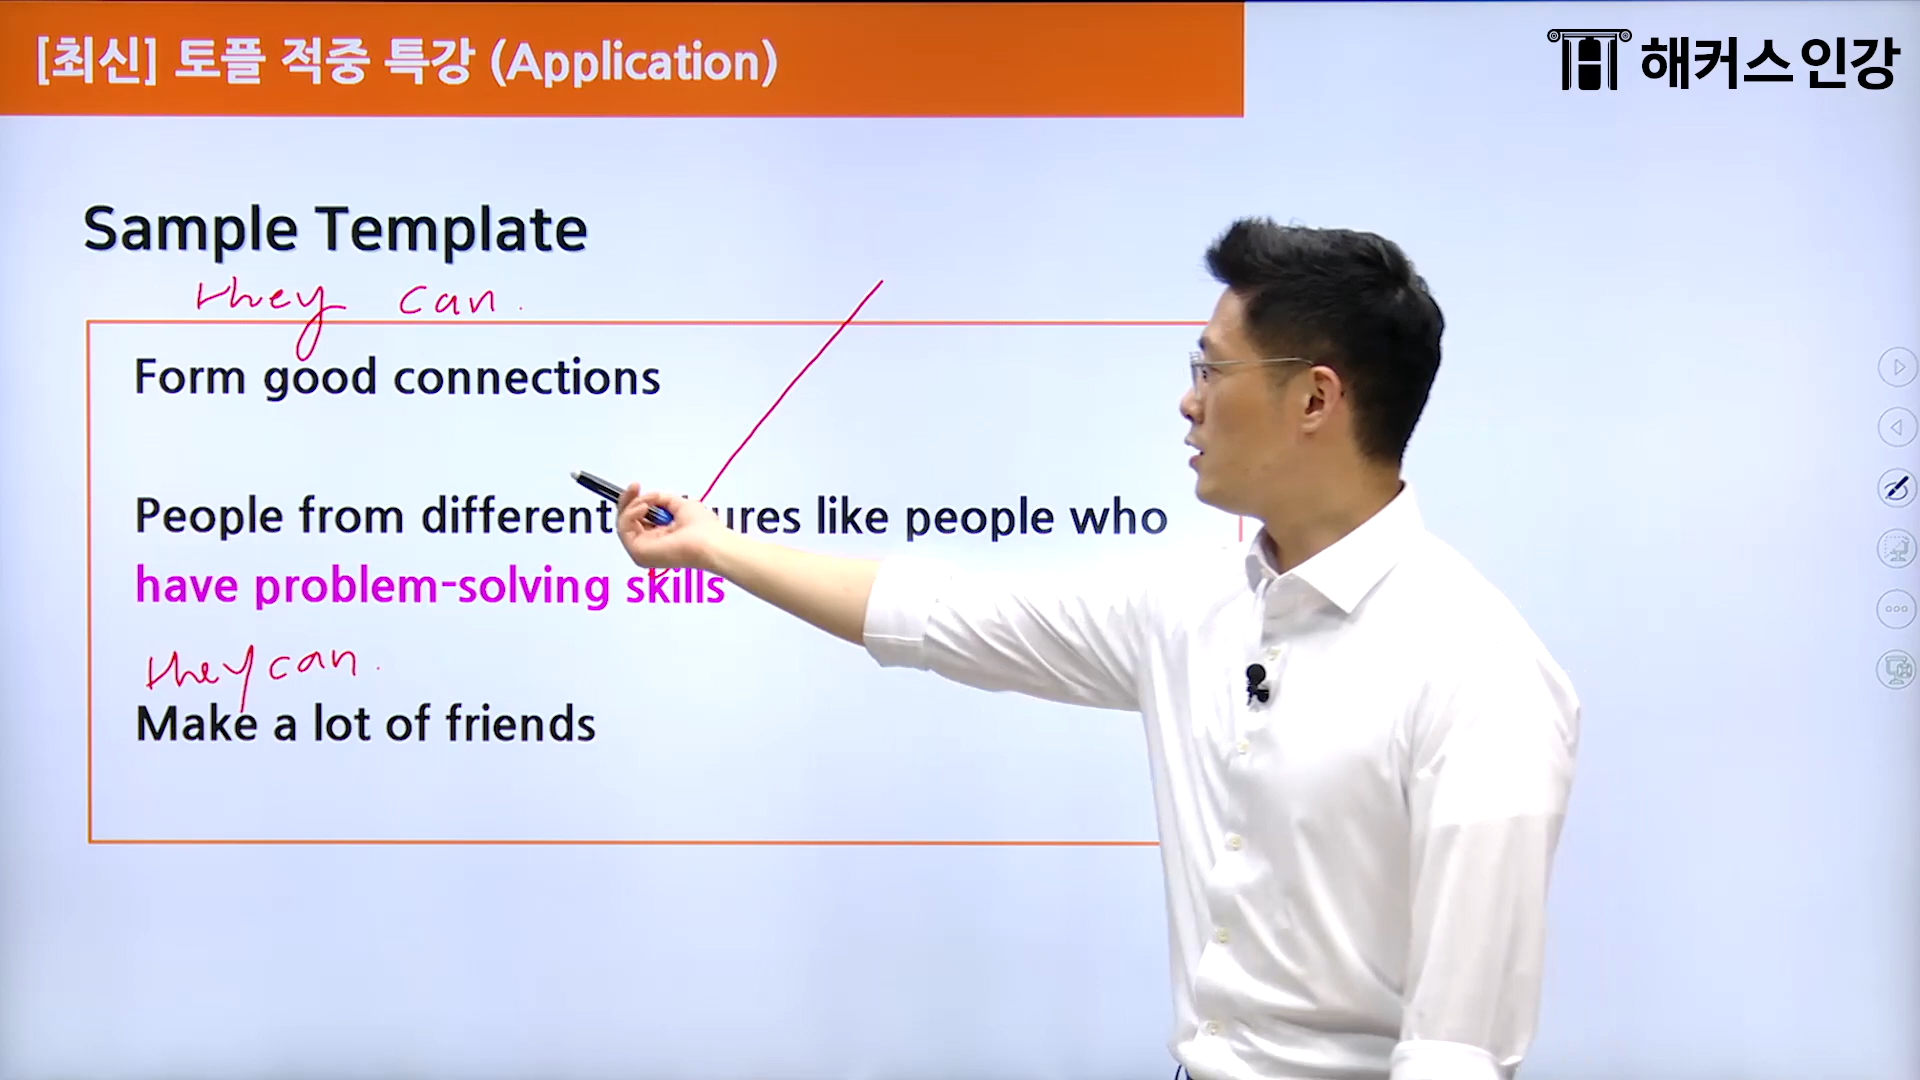 [최신] 토플 적중 특강 (Application)
해커스인강
Sample Template
they can.
Form good connections
People from different ures like people who
have problem-solving skills
they can.
Make a lot of friends